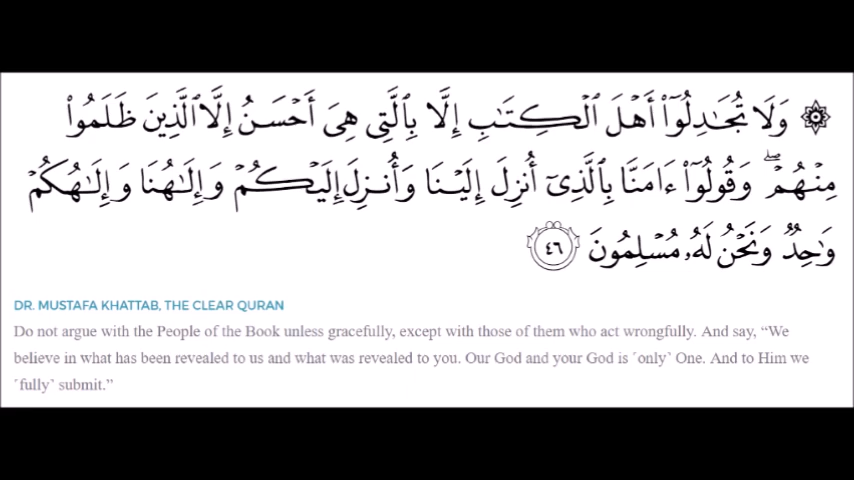 ۞ وَلَا تُجَـٰدِلُوٓا۟ أَهْلَ ٱلْكِتَـٰبِ إِلَّا بِٱلَّتِى هِىَ أَحْسَنُ إِلَّا ٱلَّذِينَ ظَلَمُوا۟
مِنْهُمْ ۖ وَقُولُوٓا۟ ءَامَنَّا بِٱلَّذِىٓ أُنزِلَ إِلَيْنَا وَأُنزِلَ إِلَيْكُمْ وَإِلَـٰهُنَا وَإِلَـٰهُكُمْ
وَٰحِدٌ وَنَحْنُ لَهُۥ مُسْلِمُونَ ٤٦
DR. MUSTAFA KHATTAB, THE CLEAR QURAN
Do not argue with the People of the Book unless gracefully, except with those of them who act wrongfully. And say, “We
believe in what has been revealed to us and what was revealed to you. Our God and your God is ˹only˺ One. And to Him we
˹fully˺ submit.”